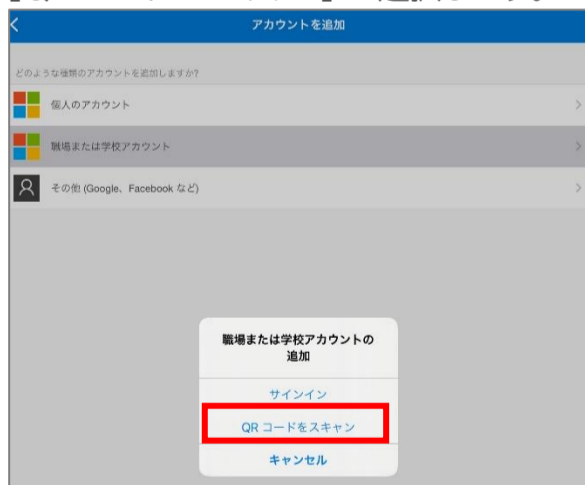 アカウントを追加
どのような種類のアカウントを追加しますか?
個人のアカウント
職場または学校アカウント
その他 (Google、Facebook など)
職場または学校アカウントの
追加
サインイン
QR コードをスキャン
キャンセル